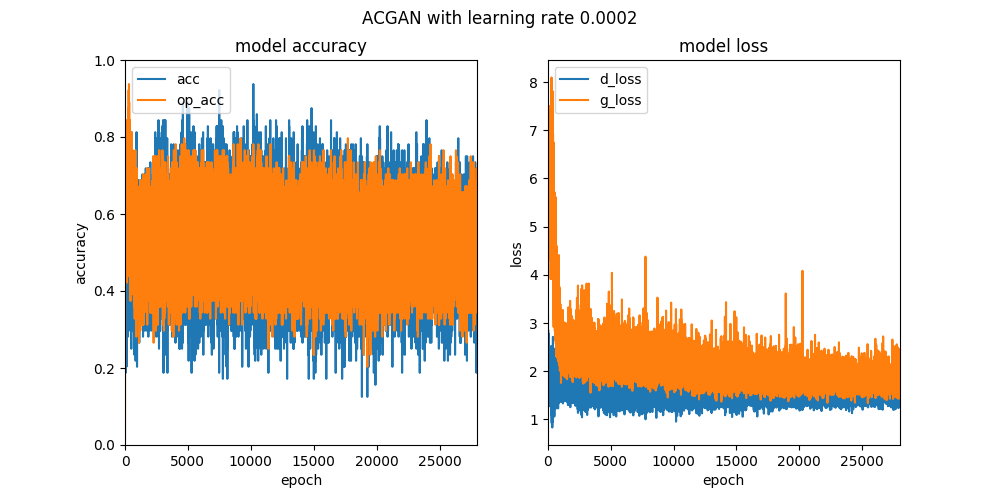 ACGAN with learning rate 0.0002
model accuracy
acc
op_acc
accuracy
1.0
0.8
0.6
0.4
0.2
0.0
0 5000 10000 15000 20000 25000
epoch
model loss
d_loss
g_loss
loss
8
7
6
5
4
3
2
1
0 5000 10000 15000 20000 25000
epoch